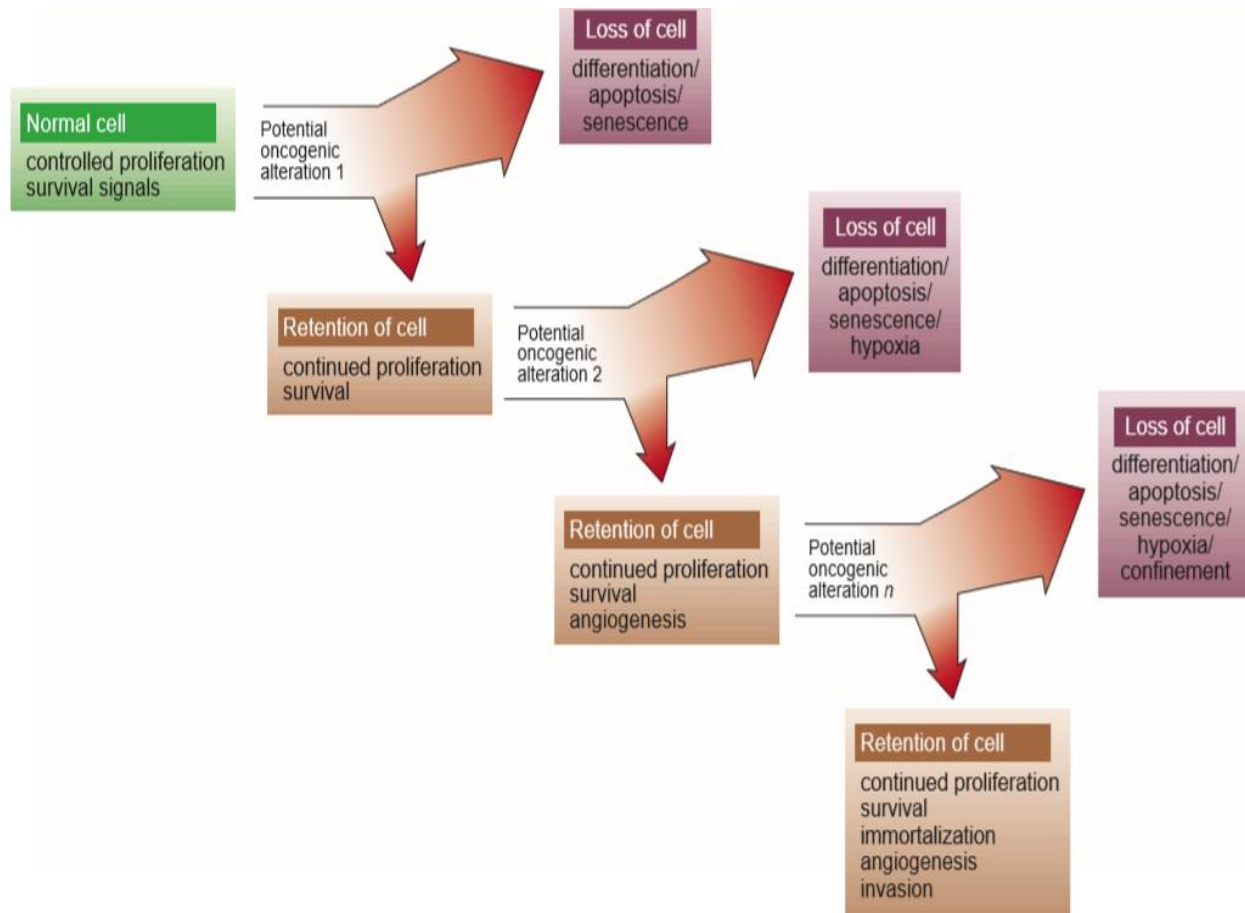 Loss of cell
differentiation/
apoptosis/
senescence
Normal cell
controlled proliferation
survival signals
Potential
oncogenic
alteration 1
Loss of cell
differentiation/
apoptosis/
senescence/
hypoxia
Retention of cell
continued proliferation
survival
Potential
oncogenic
alteration 2
Loss of cell
differentiation/
apoptosis/
senescence/
hypoxia/
confinement
Retention of cell
continued proliferation
survival
angiogenesis
Potential
oncogenic
alteration n
Retention of cell
continued proliferation
survival
immortalization
angiogenesis
invasion